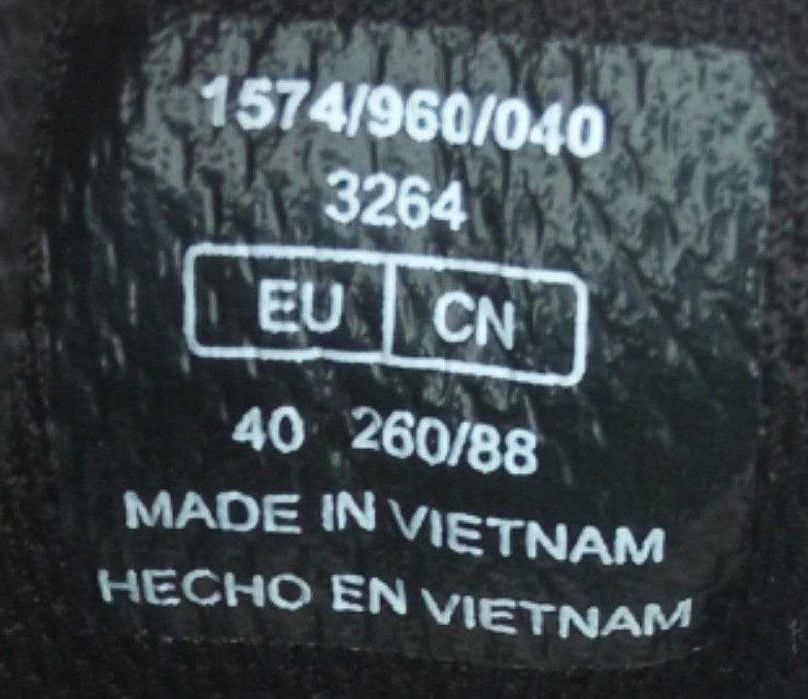 1574/960/040
3264
EU CN
40 260/88
MADE IN VIETNAM
HECHO EN VIETNAM